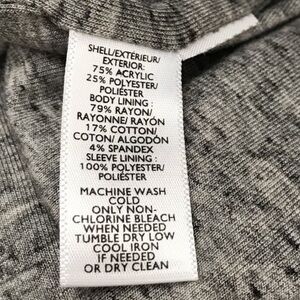 SHELL/EXTÉRIEUR/
EXTERIOR:
75% ACRYLIC
25% POLYESTER/
POLIÉSTER
BODY LINING :
79% RAYON/
RAYONNE/RAYÓN
17% COTTON/
COTON/ALGODÓN
4% SPANDEX
SLEEVE LINING :
100% POLYESTER/
POLIÉSTER
MACHINE WASH
COLD
ONLY NON-
CHLORINE BLEACH
WHEN NEEDED
TUMBLE DRY LOW
COOL IRON
IF NEEDED
OR DRY CLEAN